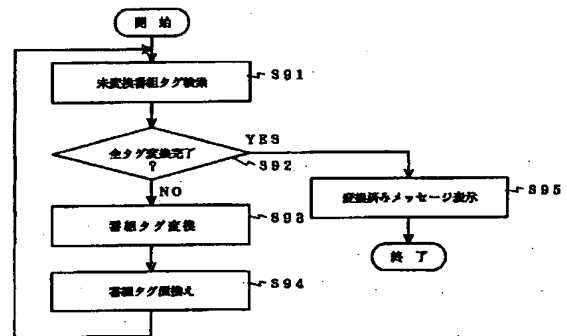 開始
未変換番組タグ検索
S91
全タグ変換完了
?
YES
S92
NO
番組タグ変換
S93
変換済みメッセージ表示
S95
番組タグ置換え
S94
終了